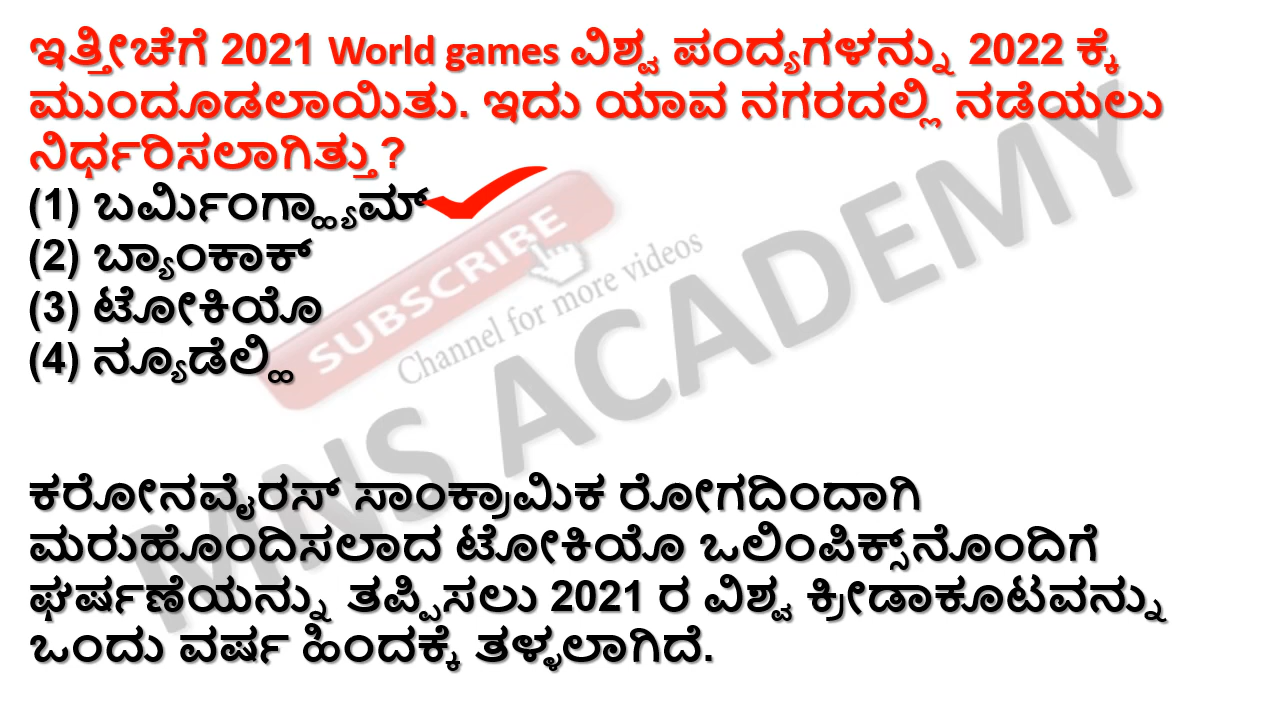 ಇತ್ತೀಚೆಗೆ 2021 World games ವಿಶ್ವ ಪಂದ್ಯಗಳನ್ನು 2022 ಕ್ಕೆ
ಮುಂದೂಡಲಾಯಿತು. ಇದು ಯಾವ ನಗರದಲ್ಲಿ ನಡೆಯಲು
ನಿರ್ಧರಿಸಲಾಗಿತ್ತು?
(1) ಬರ್ಮಿಂಗ್ಹ್ಯಾಮ್
(2) ಬ್ಯಾಂಕಾಕ್
(3) ಟೋಕಿಯೊ
(4) ನ್ಯೂಡೆಲ್ಹಿ
SUBSCRIBE
Channel for more videos
MNS ACADEMY
ಕರೋನವೈರಸ್ ಸಾಂಕ್ರಾಮಿಕ ರೋಗದಿಂದಾಗಿ
ಮರುಹೊಂದಿಸಲಾದ ಟೋಕಿಯೊ ಒಲಿಂಪಿಕ್ಸ್‌ನೊಂದಿಗೆ
ಘರ್ಷಣೆಯನ್ನು ತಪ್ಪಿಸಲು 2021 ರ ವಿಶ್ವ ಕ್ರೀಡಾಕೂಟವನ್ನು
ಒಂದು ವರ್ಷ ಹಿಂದಕ್ಕೆ ತಳ್ಳಲಾಗಿದೆ.